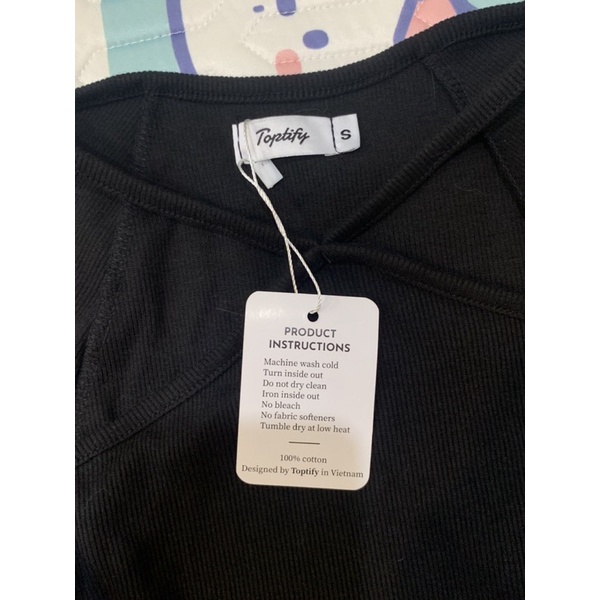 Toptify
S
PRODUCT
INSTRUCTIONS
Machine wash cold
Turn inside out
Do not dry clean
Iron inside out
No bleach
No fabric softeners
Tumble dry at low heat
100% cotton
Designed by Toptify in Vietnam